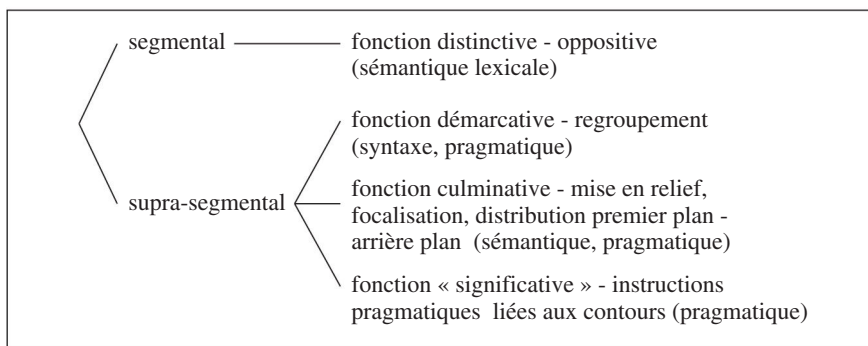 segmental
fonction distinctive - oppositive
(sémantique lexicale)
fonction démarcative - regroupement
(syntaxe, pragmatique)
supra-segmental
fonction culminative - mise en relief,
focalisation, distribution premier plan -
arrière plan (sémantique, pragmatique)
fonction « significative » - instructions
pragmatiques liées aux contours (pragmatique)